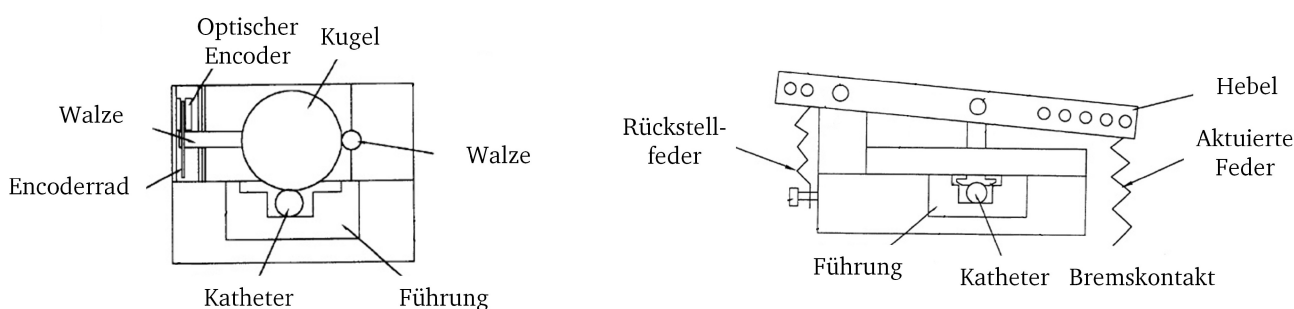 Optischer
Encoder
Kugel
Walze
Walze
Encoderrad
Katheter
Führung
Hebel
Rückstell-
feder
Aktuierte
Feder
Führung
Katheter
Bremskontakt